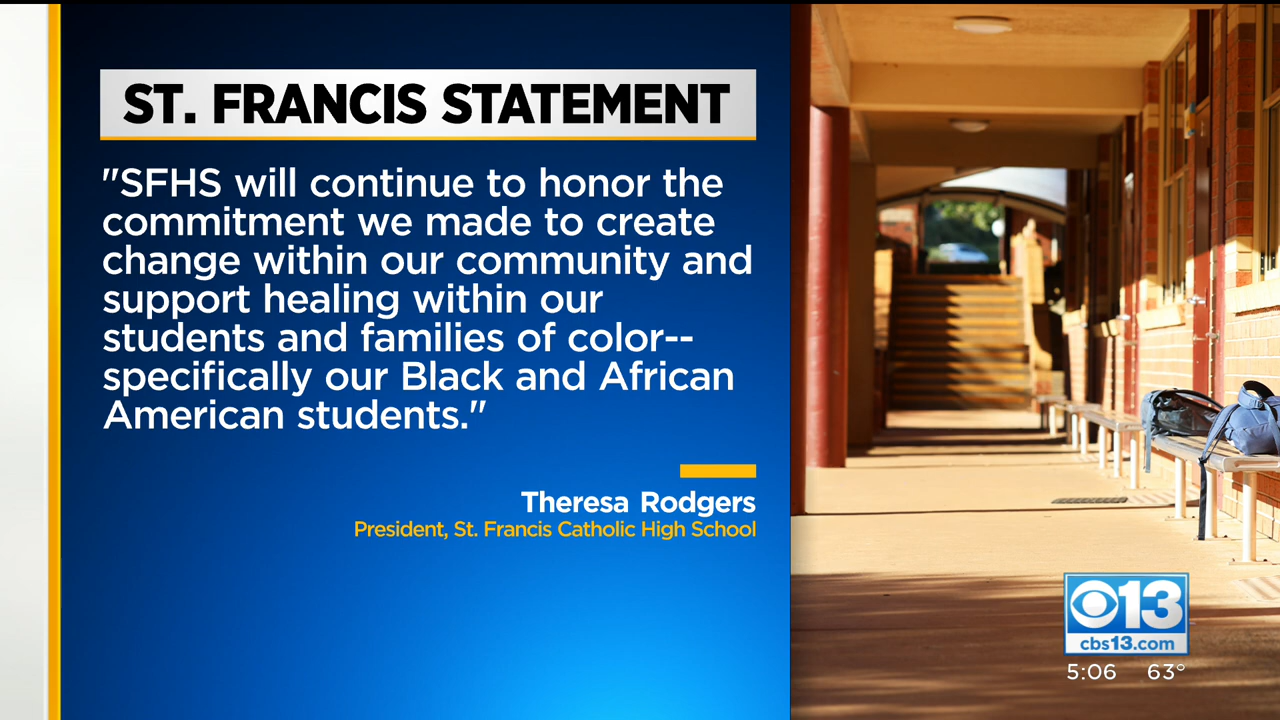 ST. FRANCIS STATEMENT
"SFHS will continue to honor the
commitment we made to create
change within our community and
support healing within our
students and families of color--
specifically our Black and African
American students."
Theresa Rodgers
President, St. Francis Catholic High School
13
cbs13.com
5:06 63°